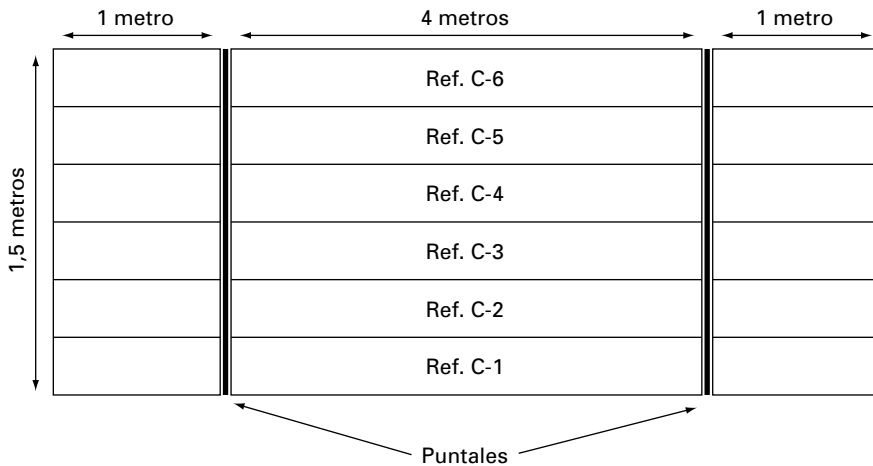 1 metro
4 metros
1 metro
1,5 metros
Ref. C-6
Ref. C-5
Ref. C-4
Ref. C-3
Ref. C-2
Ref. C-1
Puntales